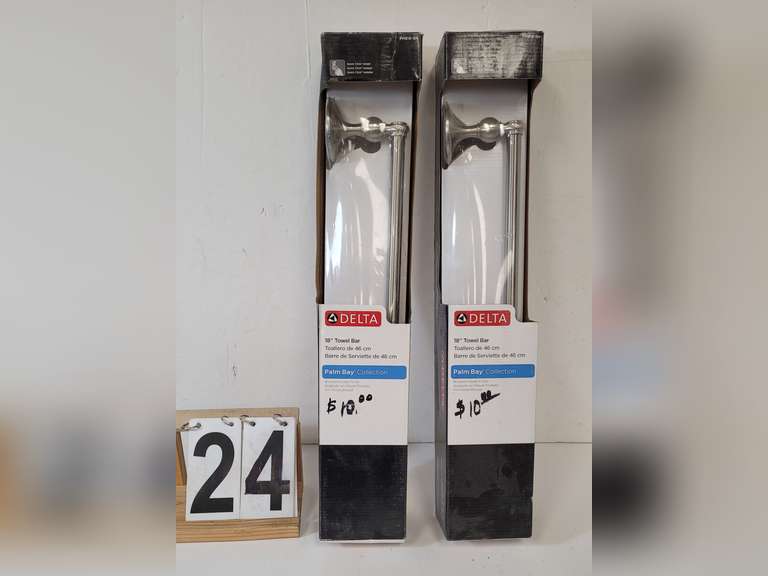 DELTA
18" Towel Bar
Toallero de 46 cm
Barre de Serviette de 46 cm
Palm Bay Collection
$10.00
DELTA
18" Towel Bar
Toallero de 46 cm
Barre de Serviette de 46 cm
Palm Bay Collection
$10.00
24